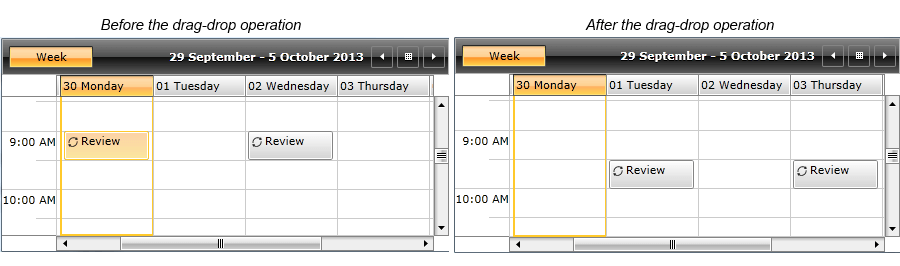 Before the drag-drop operation
Week
29 September - 5 October 2013
30 Monday 01 Tuesday 02 Wednesday 03 Thursday
9:00 AM
Review Review
10:00 AM
After the drag-drop operation
Week
29 September - 5 October 2013
30 Monday 01 Tuesday 02 Wednesday 03 Thursday
9:00 AM
Review Review
10:00 AM